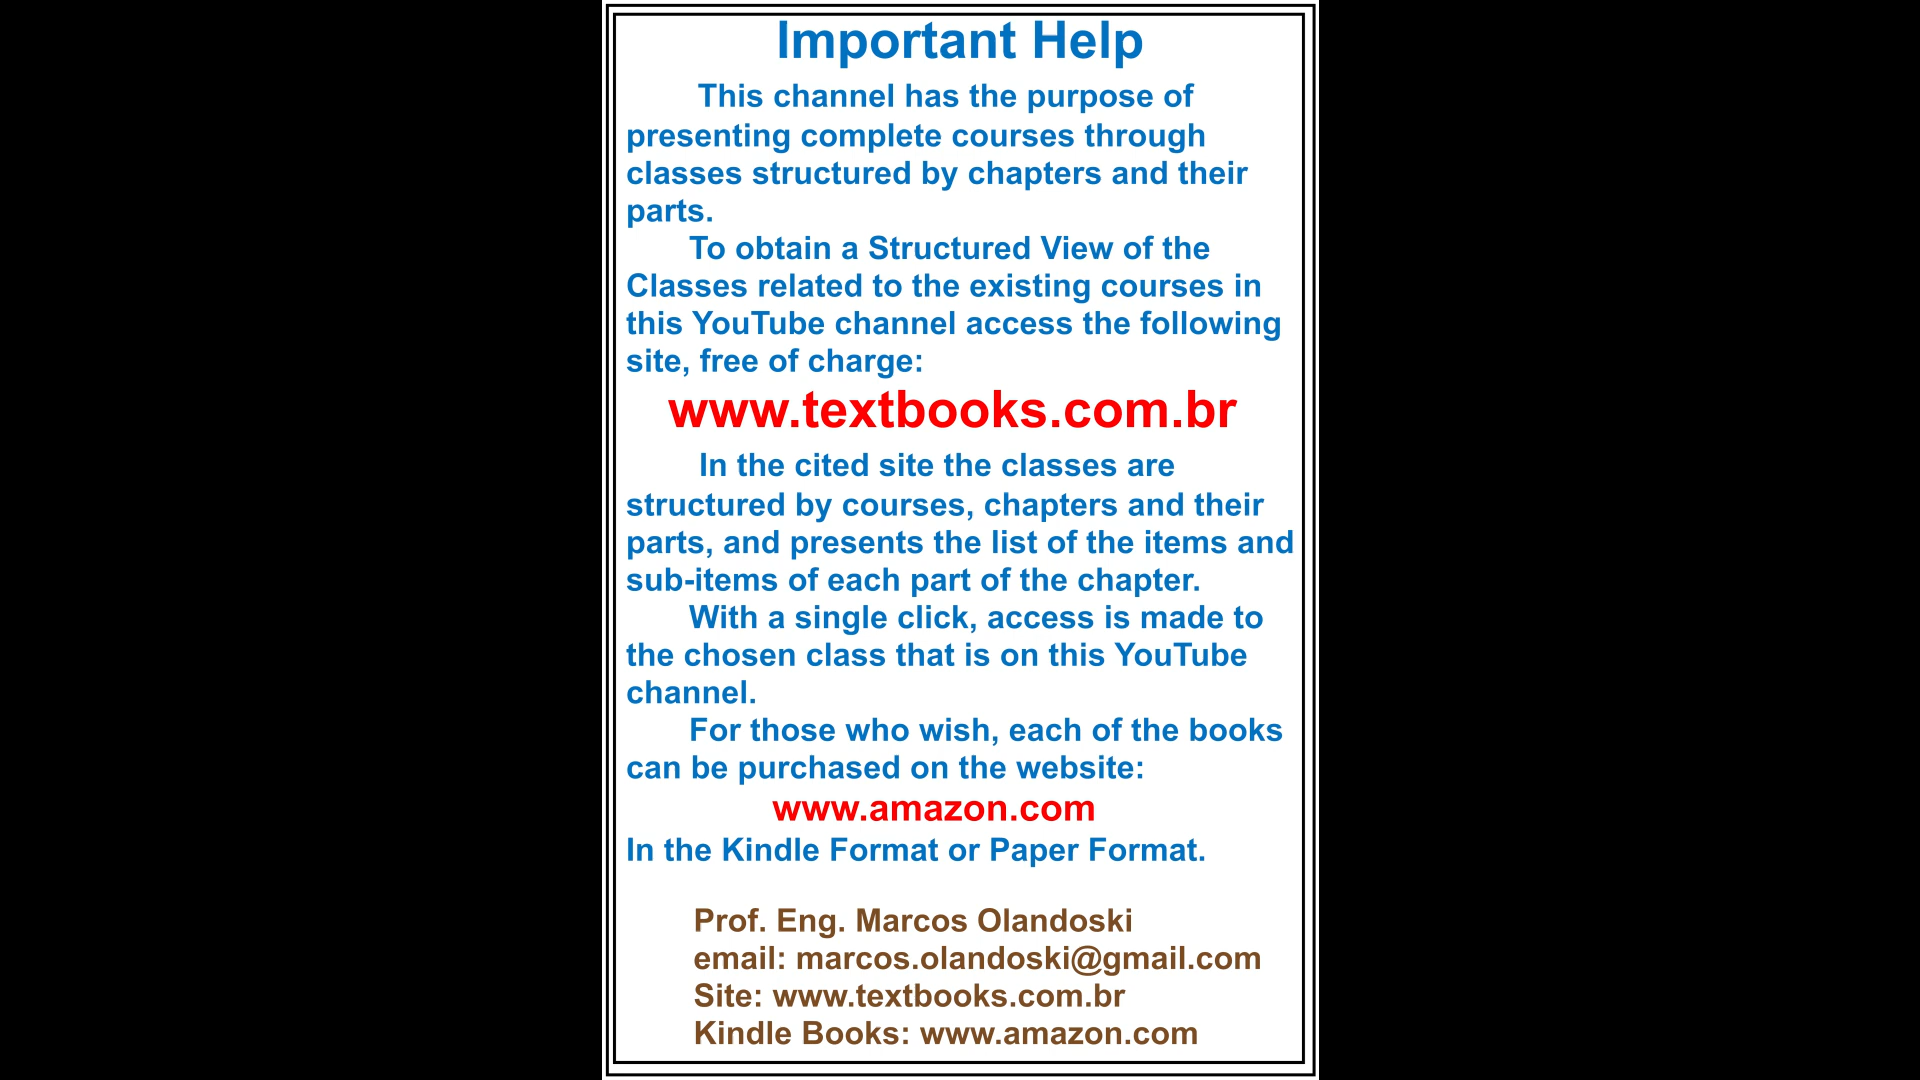 Important Help
This channel has the purpose of
presenting complete courses through
classes structured by chapters and their
parts.
To obtain a Structured View of the
Classes related to the existing courses in
this YouTube channel access the following
site, free of charge:
www.textbooks.com.br
In the cited site the classes are
structured by courses, chapters and their
parts, and presents the list of the items and
sub-items of each part of the chapter.
With a single click, access is made to
the chosen class that is on this YouTube
channel.
For those who wish, each of the books
can be purchased on the website:
www.amazon.com
In the Kindle Format or Paper Format.
Prof. Eng. Marcos Olandoski
email: marcos.olandoski@gmail.com
Site: www.textbooks.com.br
Kindle Books: www.amazon.com